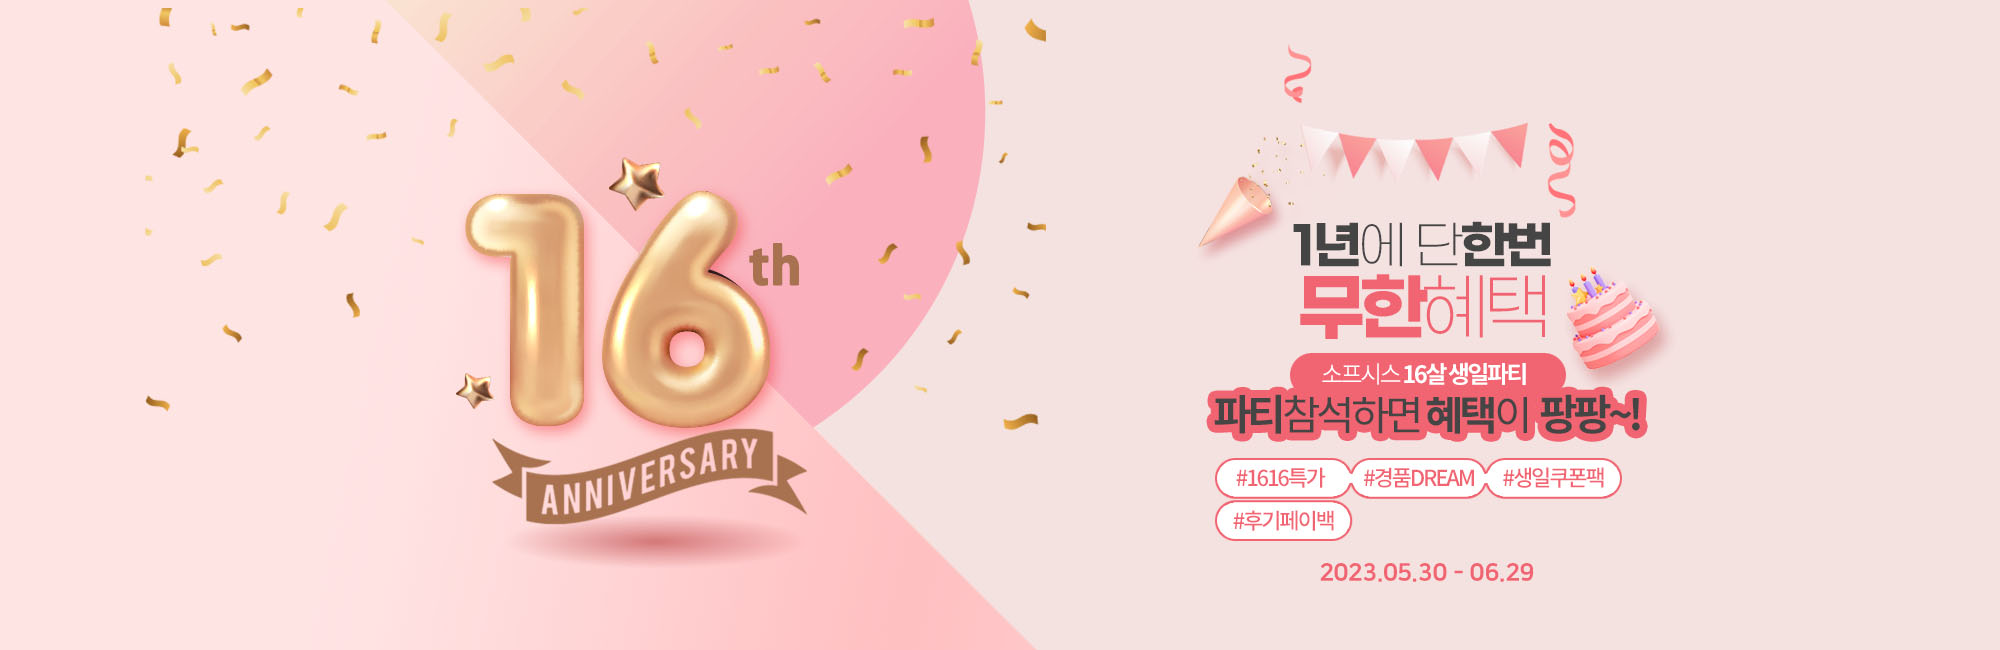 16th
ANNIVERSARY
1년에 단한번
무한혜택
소프시스 16살 생일파티
파티참석하면 혜택이 팡팡~!
#1616특가 #경품DREAM #생일쿠폰팩
#후기페이백
2023.05.30 - 06.29